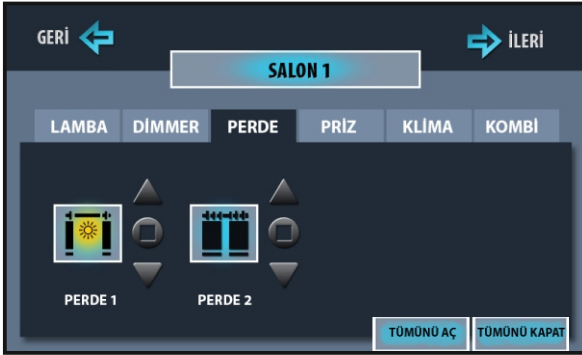 GERİ
İLERİ
SALON 1
LAMBA DİMMER PERDE PRİZ KLİMA KOMBİ
PERDE 1 PERDE 2
TÜMÜNÜ AÇ TÜMÜNÜ KAPAT